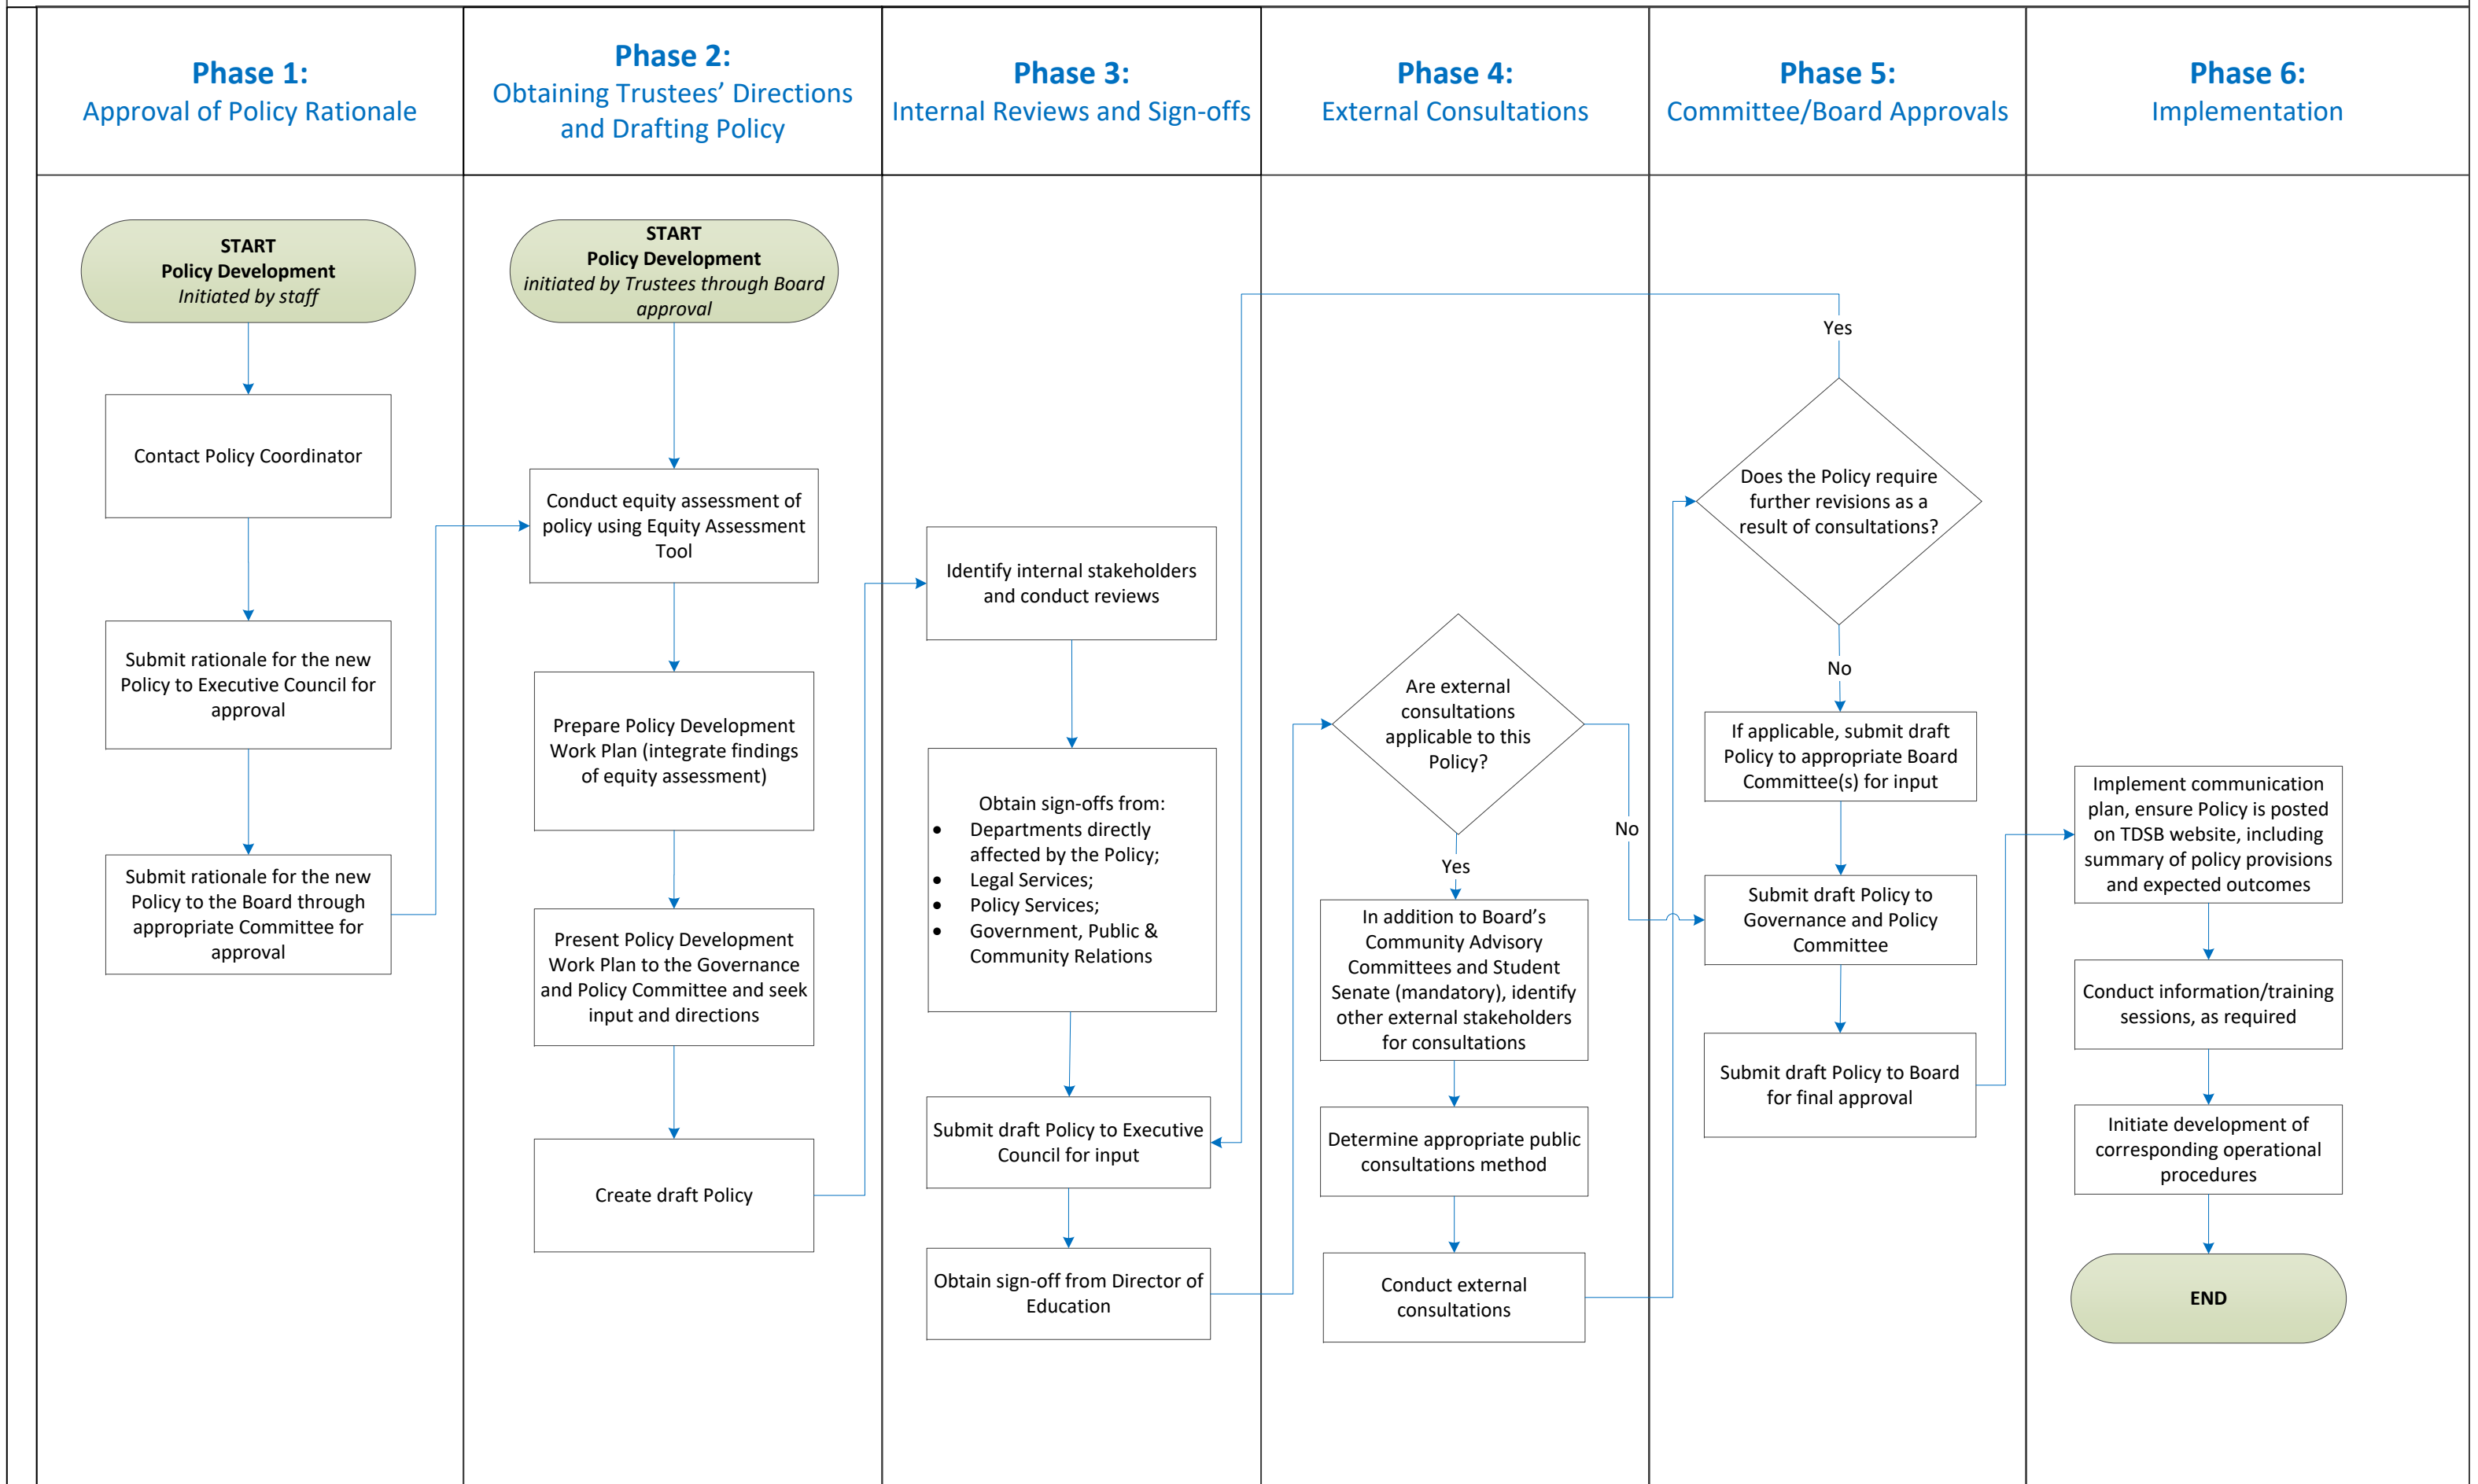 Phase 1:
Approval of Policy Rationale
Phase 2:
Obtaining Trustees’ Directions
and Drafting Policy
Phase 3:
Internal Reviews and Sign-offs
Phase 4:
External Consultations
Phase 5:
Committee/Board Approvals
Phase 6:
Implementation
START
Policy Development
Initiated by staff
Contact Policy Coordinator
Submit rationale for the new
Policy to Executive Council for
approval
Submit rationale for the new
Policy to the Board through
appropriate Committee for
approval
START
Policy Development
initiated by Trustees through Board
approval
Conduct equity assessment of
policy using Equity Assessment
Tool
Prepare Policy Development
Work Plan (integrate findings
of equity assessment)
Present Policy Development
Work Plan to the Governance
and Policy Committee and seek
input and directions
Create draft Policy
Identify internal stakeholders
and conduct reviews
Obtain sign-offs from:
• Departments directly
affected by the Policy;
• Legal Services;
• Policy Services;
• Government, Public &
Community Relations
Submit draft Policy to Executive
Council for input
Obtain sign-off from Director of
Education
Are external
consultations
applicable to this
Policy?
No
Yes
In addition to Board’s
Community Advisory
Committees and Student
Senate (mandatory), identify
other external stakeholders
for consultations
Determine appropriate public
consultations method
Conduct external
consultations
Yes
Does the Policy require
further revisions as a
result of consultations?
No
If applicable, submit draft
Policy to appropriate Board
Committee(s) for input
Submit draft Policy to
Governance and Policy
Committee
Submit draft Policy to Board
for final approval
Implement communication
plan, ensure Policy is posted
on TDSB website, including
summary of policy provisions
and expected outcomes
Conduct information/training
sessions, as required
Initiate development of
corresponding operational
procedures
END